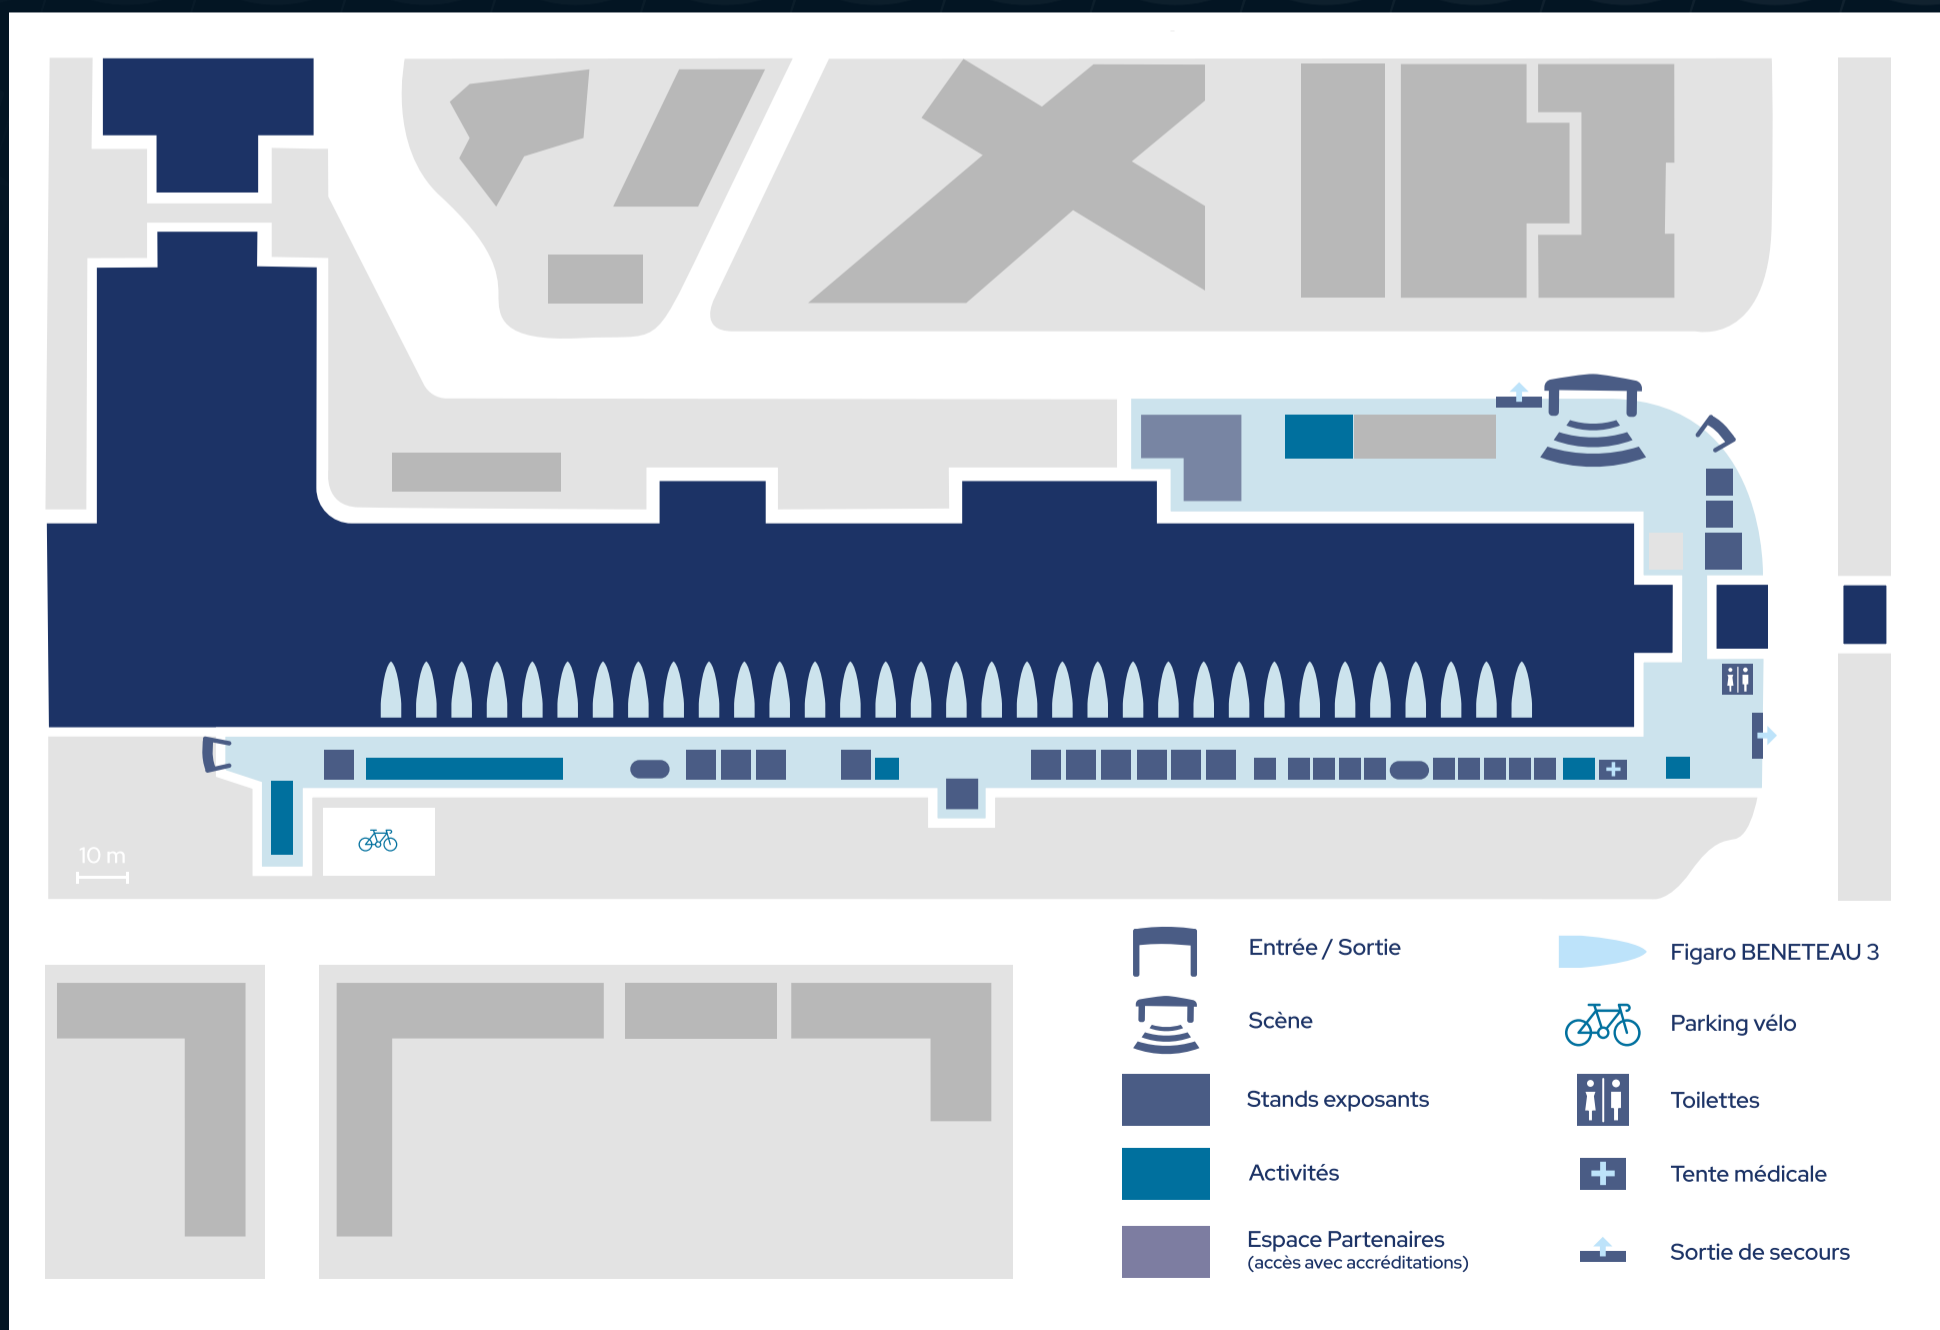 10 m
Entrée / Sortie
Scène
Stands exposants
Activités
Espace Partenaires
(accès avec accréditations)
Figaro BENETEAU 3
Parking vélo
Toilettes
Tente médicale
Sortie de secours